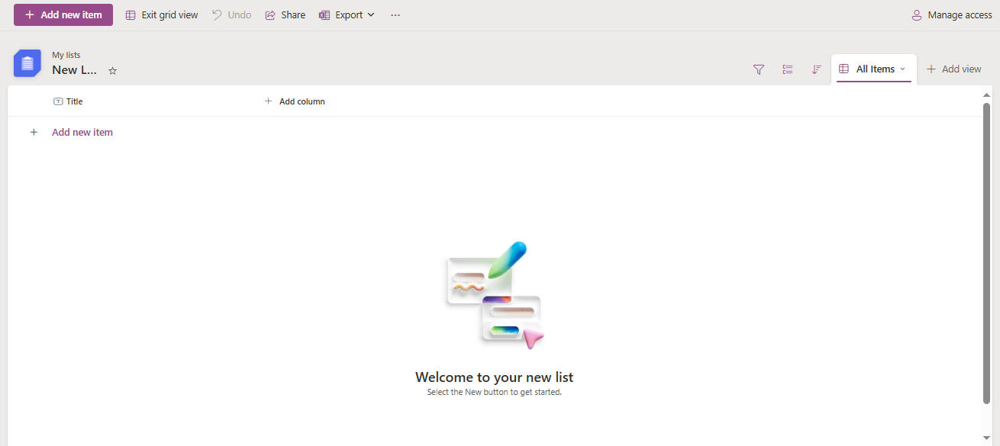 Add new item Exit grid view Undo Share Export ... Manage access
My lists
New L...
All Items Add view
Title Add column
Add new item
Welcome to your new list
Select the New button to get started.